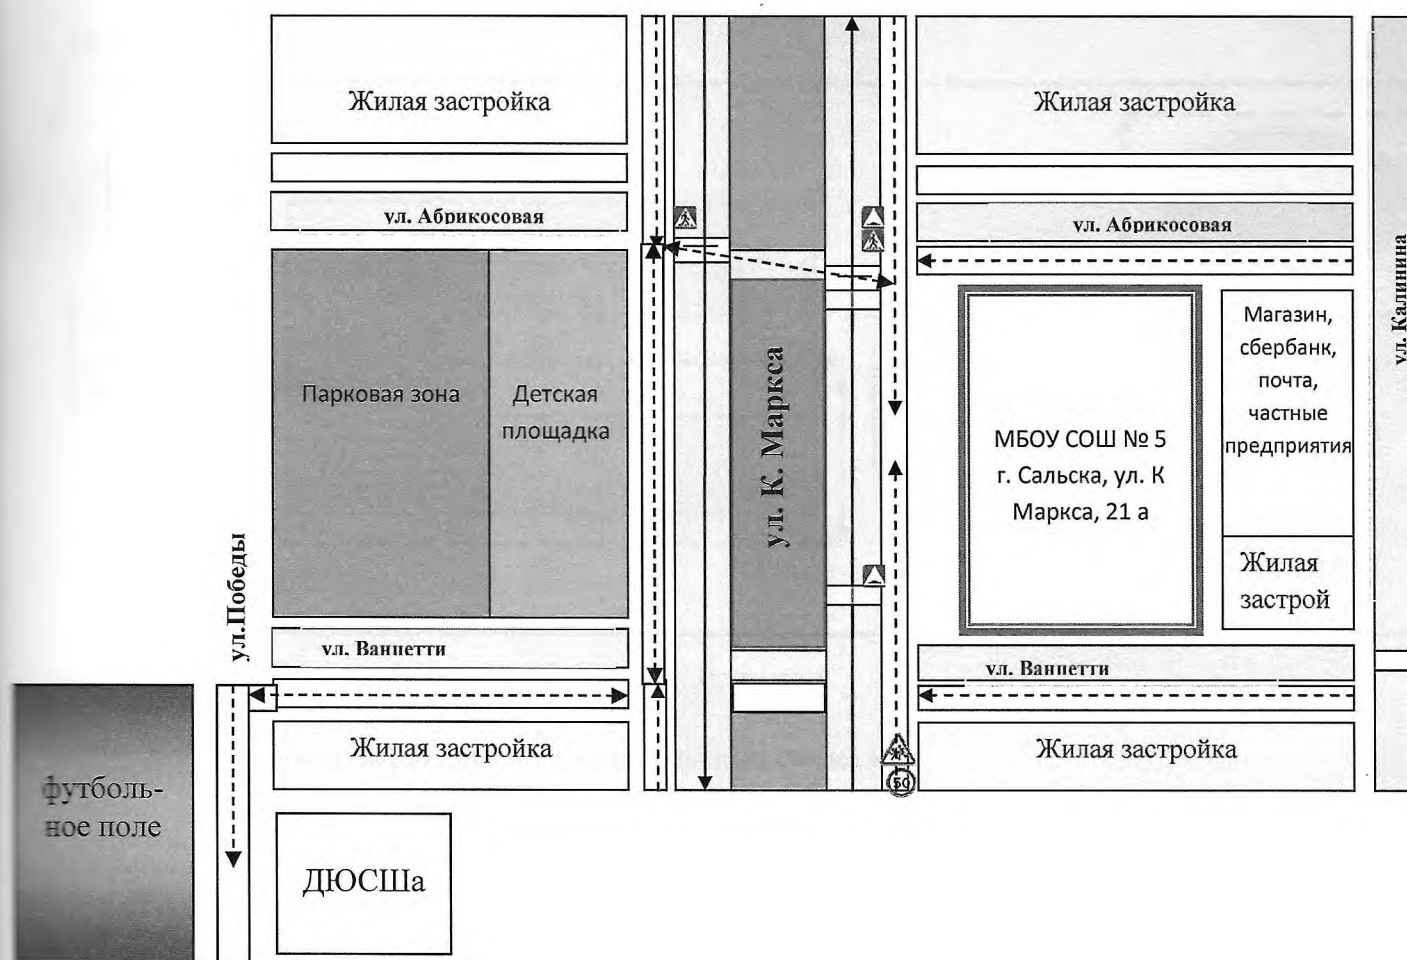 Жилая застройка
Жилая застройка
ул. Абрикосовая
ул. Абрикосовая
ул. Калинина
Парковая зона
Детская
площадка
ул. К. Маркса
МБОУ СОШ № 5
г. Сальска, ул. К
Маркса, 21 а
Магазин,
сбербанк,
почта,
частные
предприятия
Жилая
застрой
ул.Победы
ул. Ванцетти
ул. Ванцетти
Жилая застройка
Жилая застройка
50
футболь-
ное поле
ДЮСШа